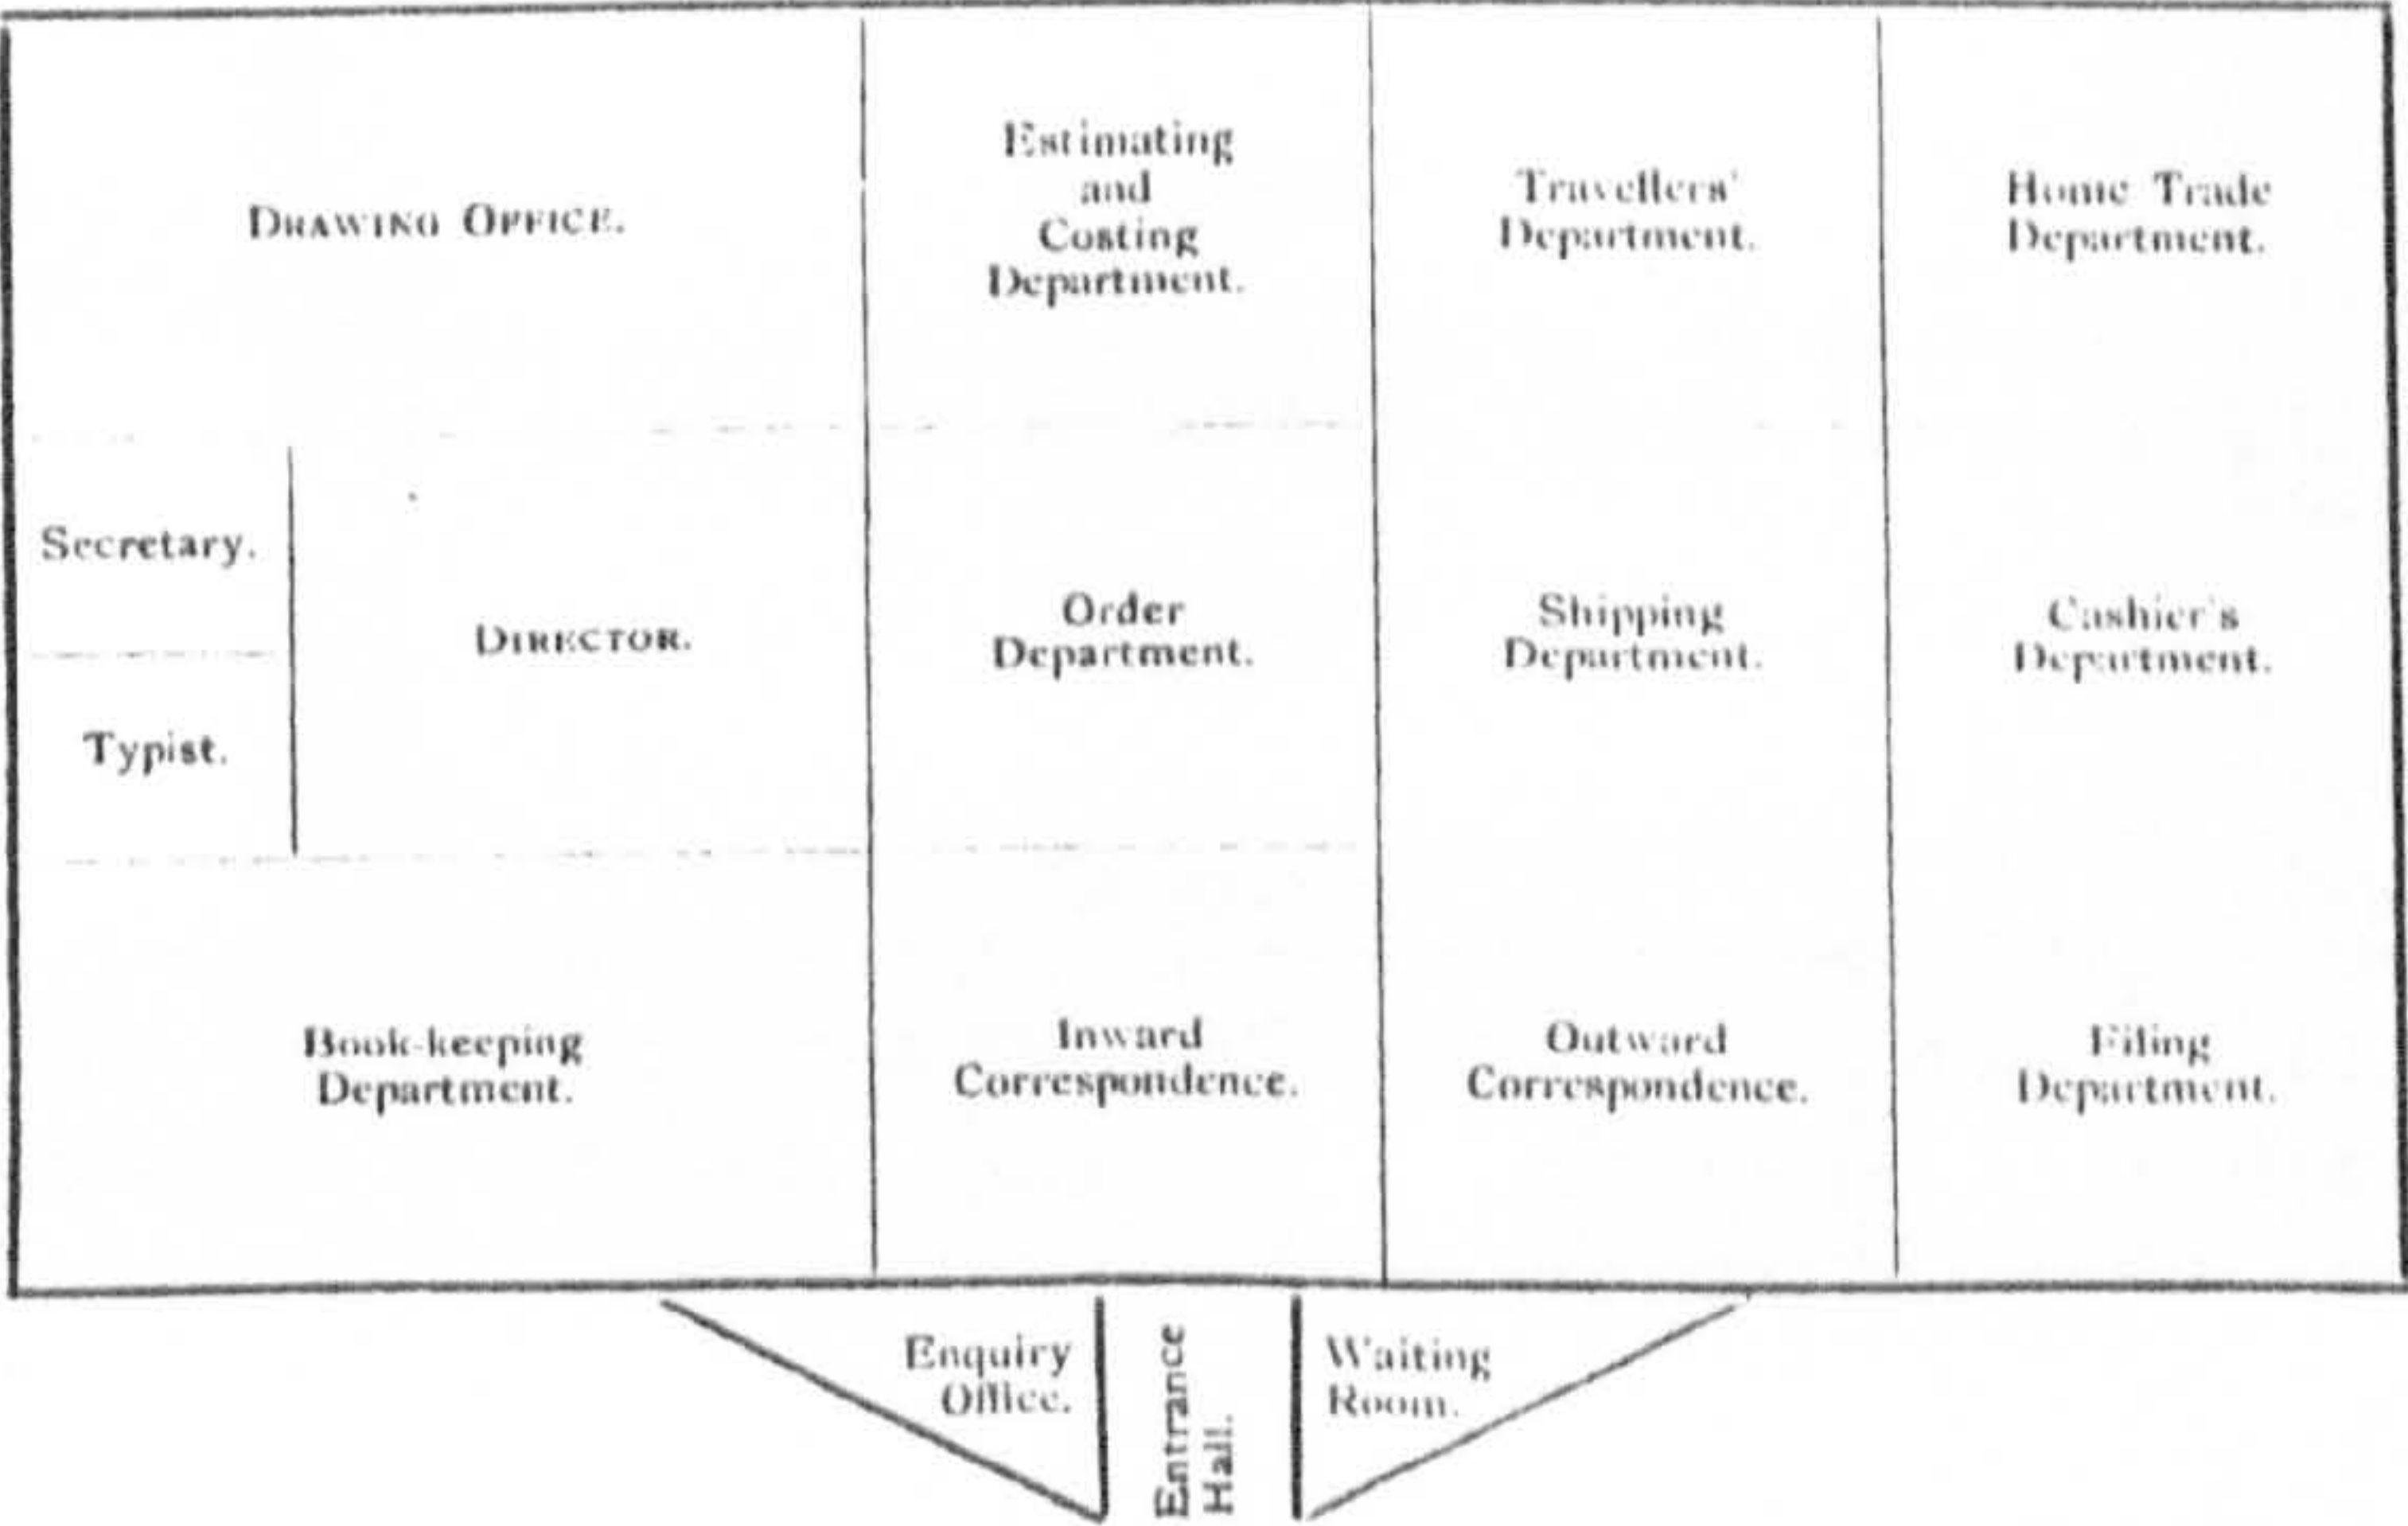 DRAWING OFFICE.
Estimating
and
Costing
Department.
Travellers'
Department.
Home Trade
Department.
Secretary.
Typist.
DIRECTOR.
Order
Department.
Shipping
Department.
Cashier's
Department.
Book-keeping
Department.
Inward
Correspondence.
Outward
Correspondence.
Filing
Department.
Enquiry
Office.
Entrance
Hall.
Waiting
Room.